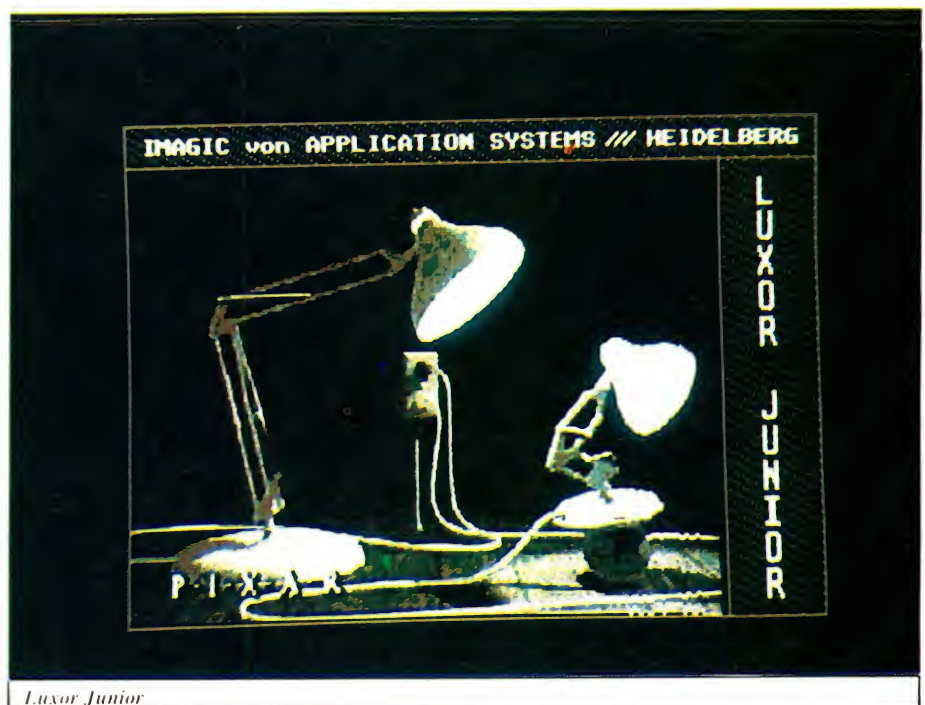 IMAGIC von APPLICATION SYSTEMS /// HEIDELBERG
LUXOR JUNIOR
P-I-X-A-R
Luxor Junior